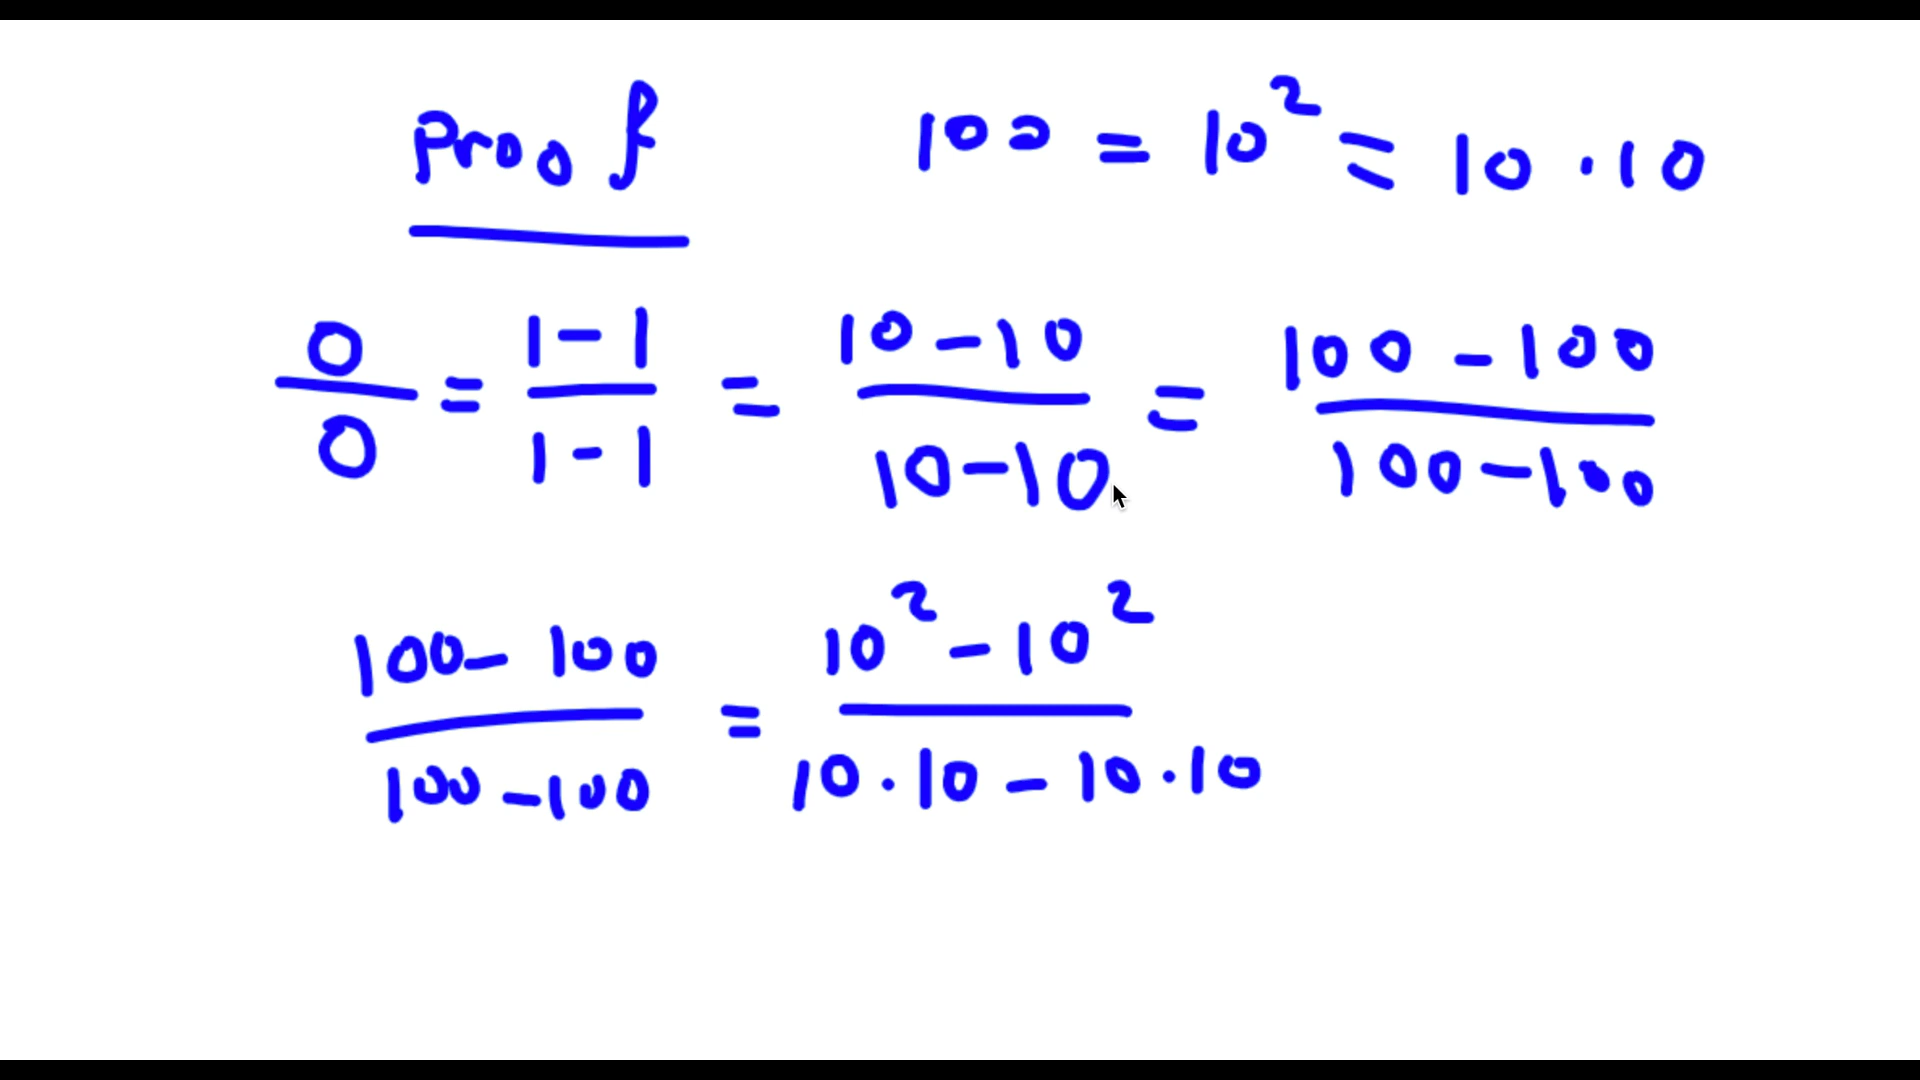 Proof
100 = 10² = 10 · 10
0/0 = (1 - 1)/(1 - 1) = (10 - 10)/(10 - 10) = (100 - 100)/(100 - 100)
(100 - 100)/(100 - 100) = (10² - 10²)/(10 · 10 - 10 · 10)